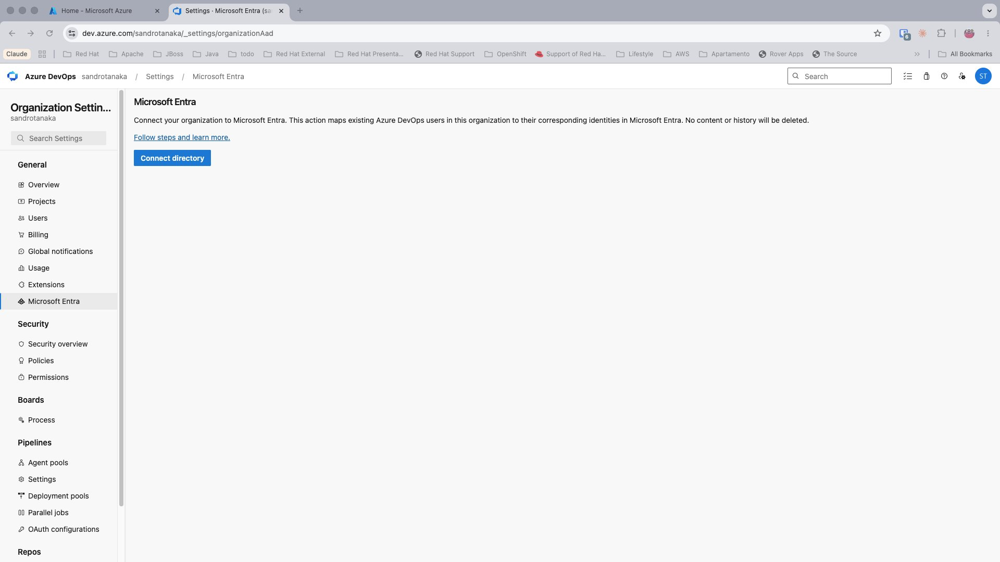 Home - Microsoft Azure
Settings · Microsoft Entra (sa
dev.azure.com/sandrotanaka/_settings/organizationAad
6
Claude
Red Hat
Apache
JBoss
Java
todo
Red Hat External
Red Hat Presenta...
Red Hat Support
OpenShift
Support of Red Ha...
Lifestyle
AWS
Apartamento
Rover Apps
The Source
All Bookmarks
Azure DevOps
sandrotanaka / Settings / Microsoft Entra
Search
ST
Organization Settin...
sandrotanaka
Search Settings
General
Overview
Projects
Users
Billing
Global notifications
Usage
Extensions
Microsoft Entra
Security
Security overview
Policies
Permissions
Boards
Process
Pipelines
Agent pools
Settings
Deployment pools
Parallel jobs
OAuth configurations
Repos
Microsoft Entra
Connect your organization to Microsoft Entra. This action maps existing Azure DevOps users in this organization to their corresponding identities in Microsoft Entra. No content or history will be deleted.
Follow steps and learn more.
Connect directory